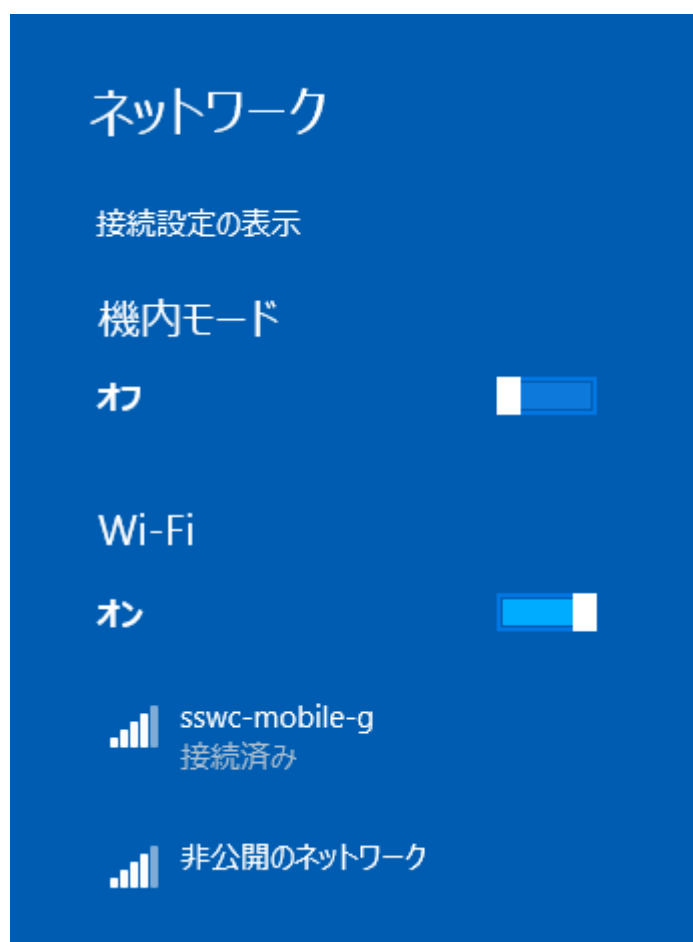 ネットワーク
接続設定の表示
機内モード
オフ
Wi-Fi
オン
sswc-mobile-g
接続済み
非公開のネットワーク